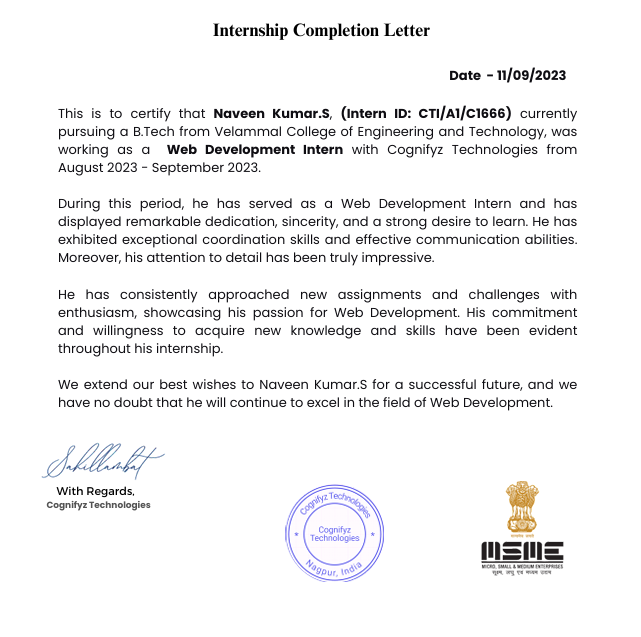 Internship Completion Letter
Date - 11/09/2023
This is to certify that Naveen Kumar.S, (Intern ID: CTI/A1/C1666) currently
pursuing a B.Tech from Velammal College of Engineering and Technology, was
working as a Web Development Intern with Cognifyz Technologies from
August 2023 - September 2023.
During this period, he has served as a Web Development Intern and has
displayed remarkable dedication, sincerity, and a strong desire to learn. He has
exhibited exceptional coordination skills and effective communication abilities.
Moreover, his attention to detail has been truly impressive.
He has consistently approached new assignments and challenges with
enthusiasm, showcasing his passion for Web Development. His commitment
and willingness to acquire new knowledge and skills have been evident
throughout his internship.
We extend our best wishes to Naveen Kumar.S for a successful future, and we
have no doubt that he will continue to excel in the field of Web Development.
With Regards,
Cognifyz Technologies
Cognifyz Technologies
Cognifyz
Technologies
Nagpur, India
MSME
MICRO, SMALL & MEDIUM ENTERPRISES
सूक्ष्म, लघु एवं मध्यम उद्यम